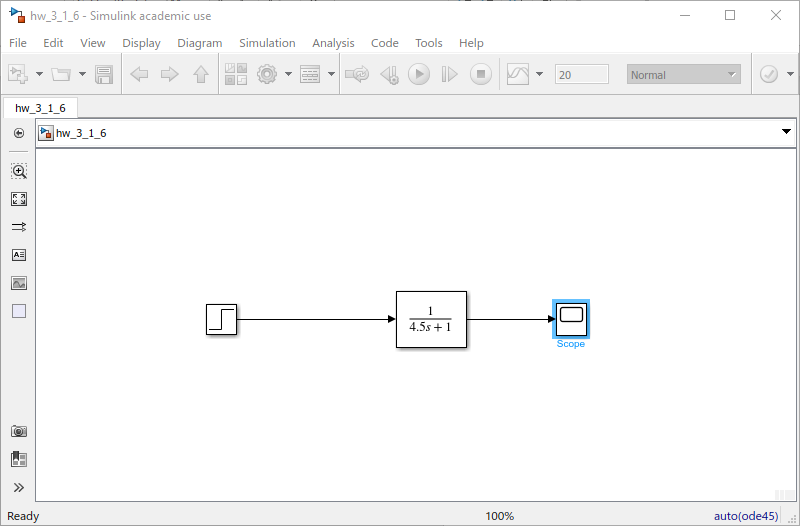 hw_3_1_6 - Simulink academic use
File Edit View Display Diagram Simulation Analysis Code Tools Help
20 Normal
hw_3_1_6
hw_3_1_6
1
4.5s + 1
Scope
Ready 100% auto(ode45)